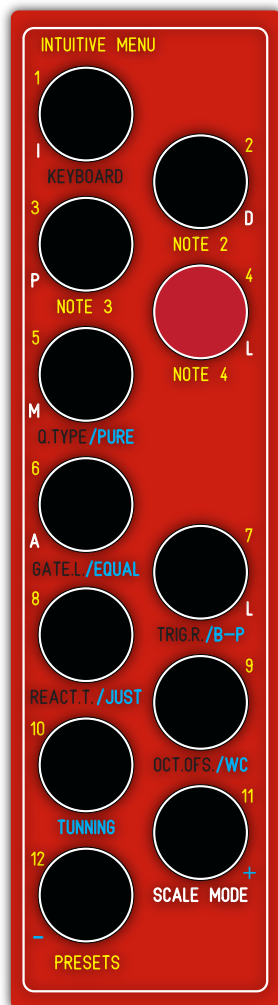 INTUITIVE MENU
1
I
KEYBOARD
2
D
NOTE 2
3
P
NOTE 3
4
L
NOTE 4
5
M
Q.TYPE/PURE
6
A
GATE.L./EQUAL
7
L
TRIG.R./B-P
8
REACT.T./JUST
9
OCT.OFS./WC
10
TUNNING
11
+
SCALE MODE
12
-
PRESETS